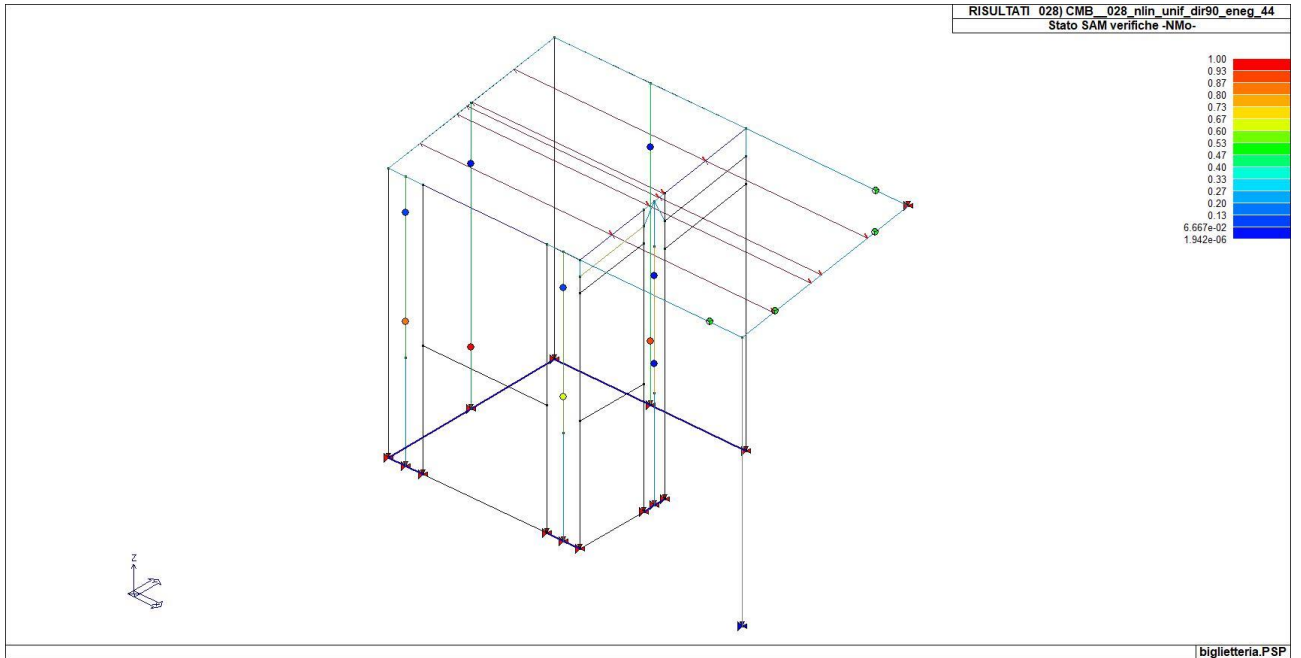 RISULTATI 028) CMB__028_nlin_unif_dir90_eneg_44
Stato SAM verifiche -NMo-
1.00
0.93
0.87
0.80
0.73
0.67
0.60
0.53
0.47
0.40
0.33
0.27
0.20
0.13
6.667e-02
1.942e-06
Z
biglietteria.PSP